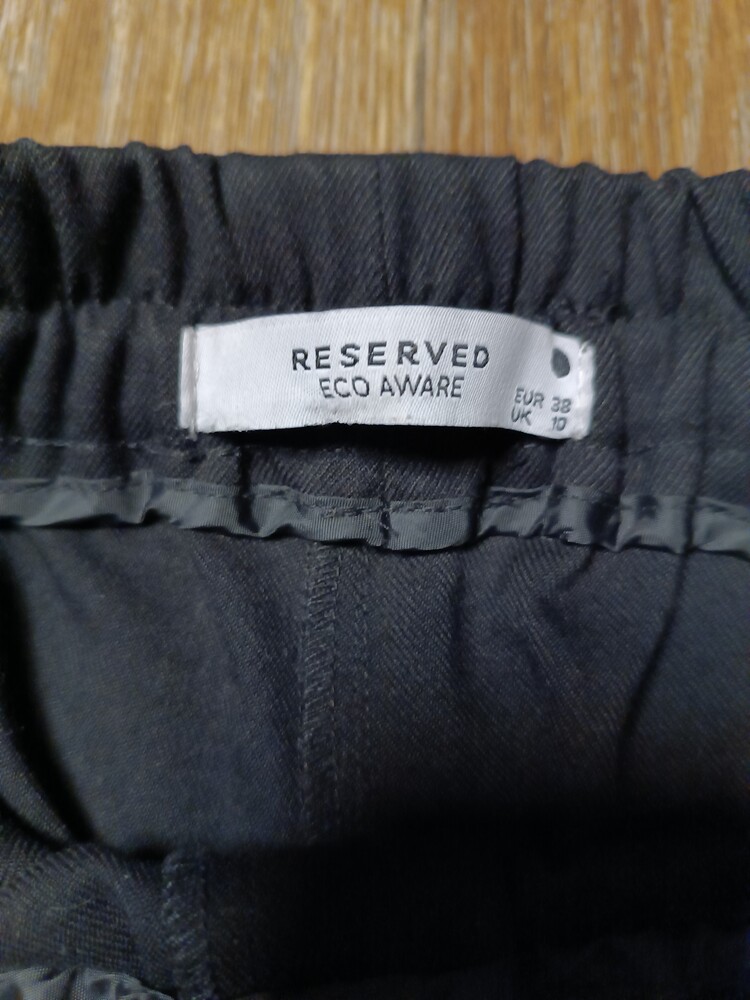 RESERVED
ECO AWARE
EUR 38
UK 10